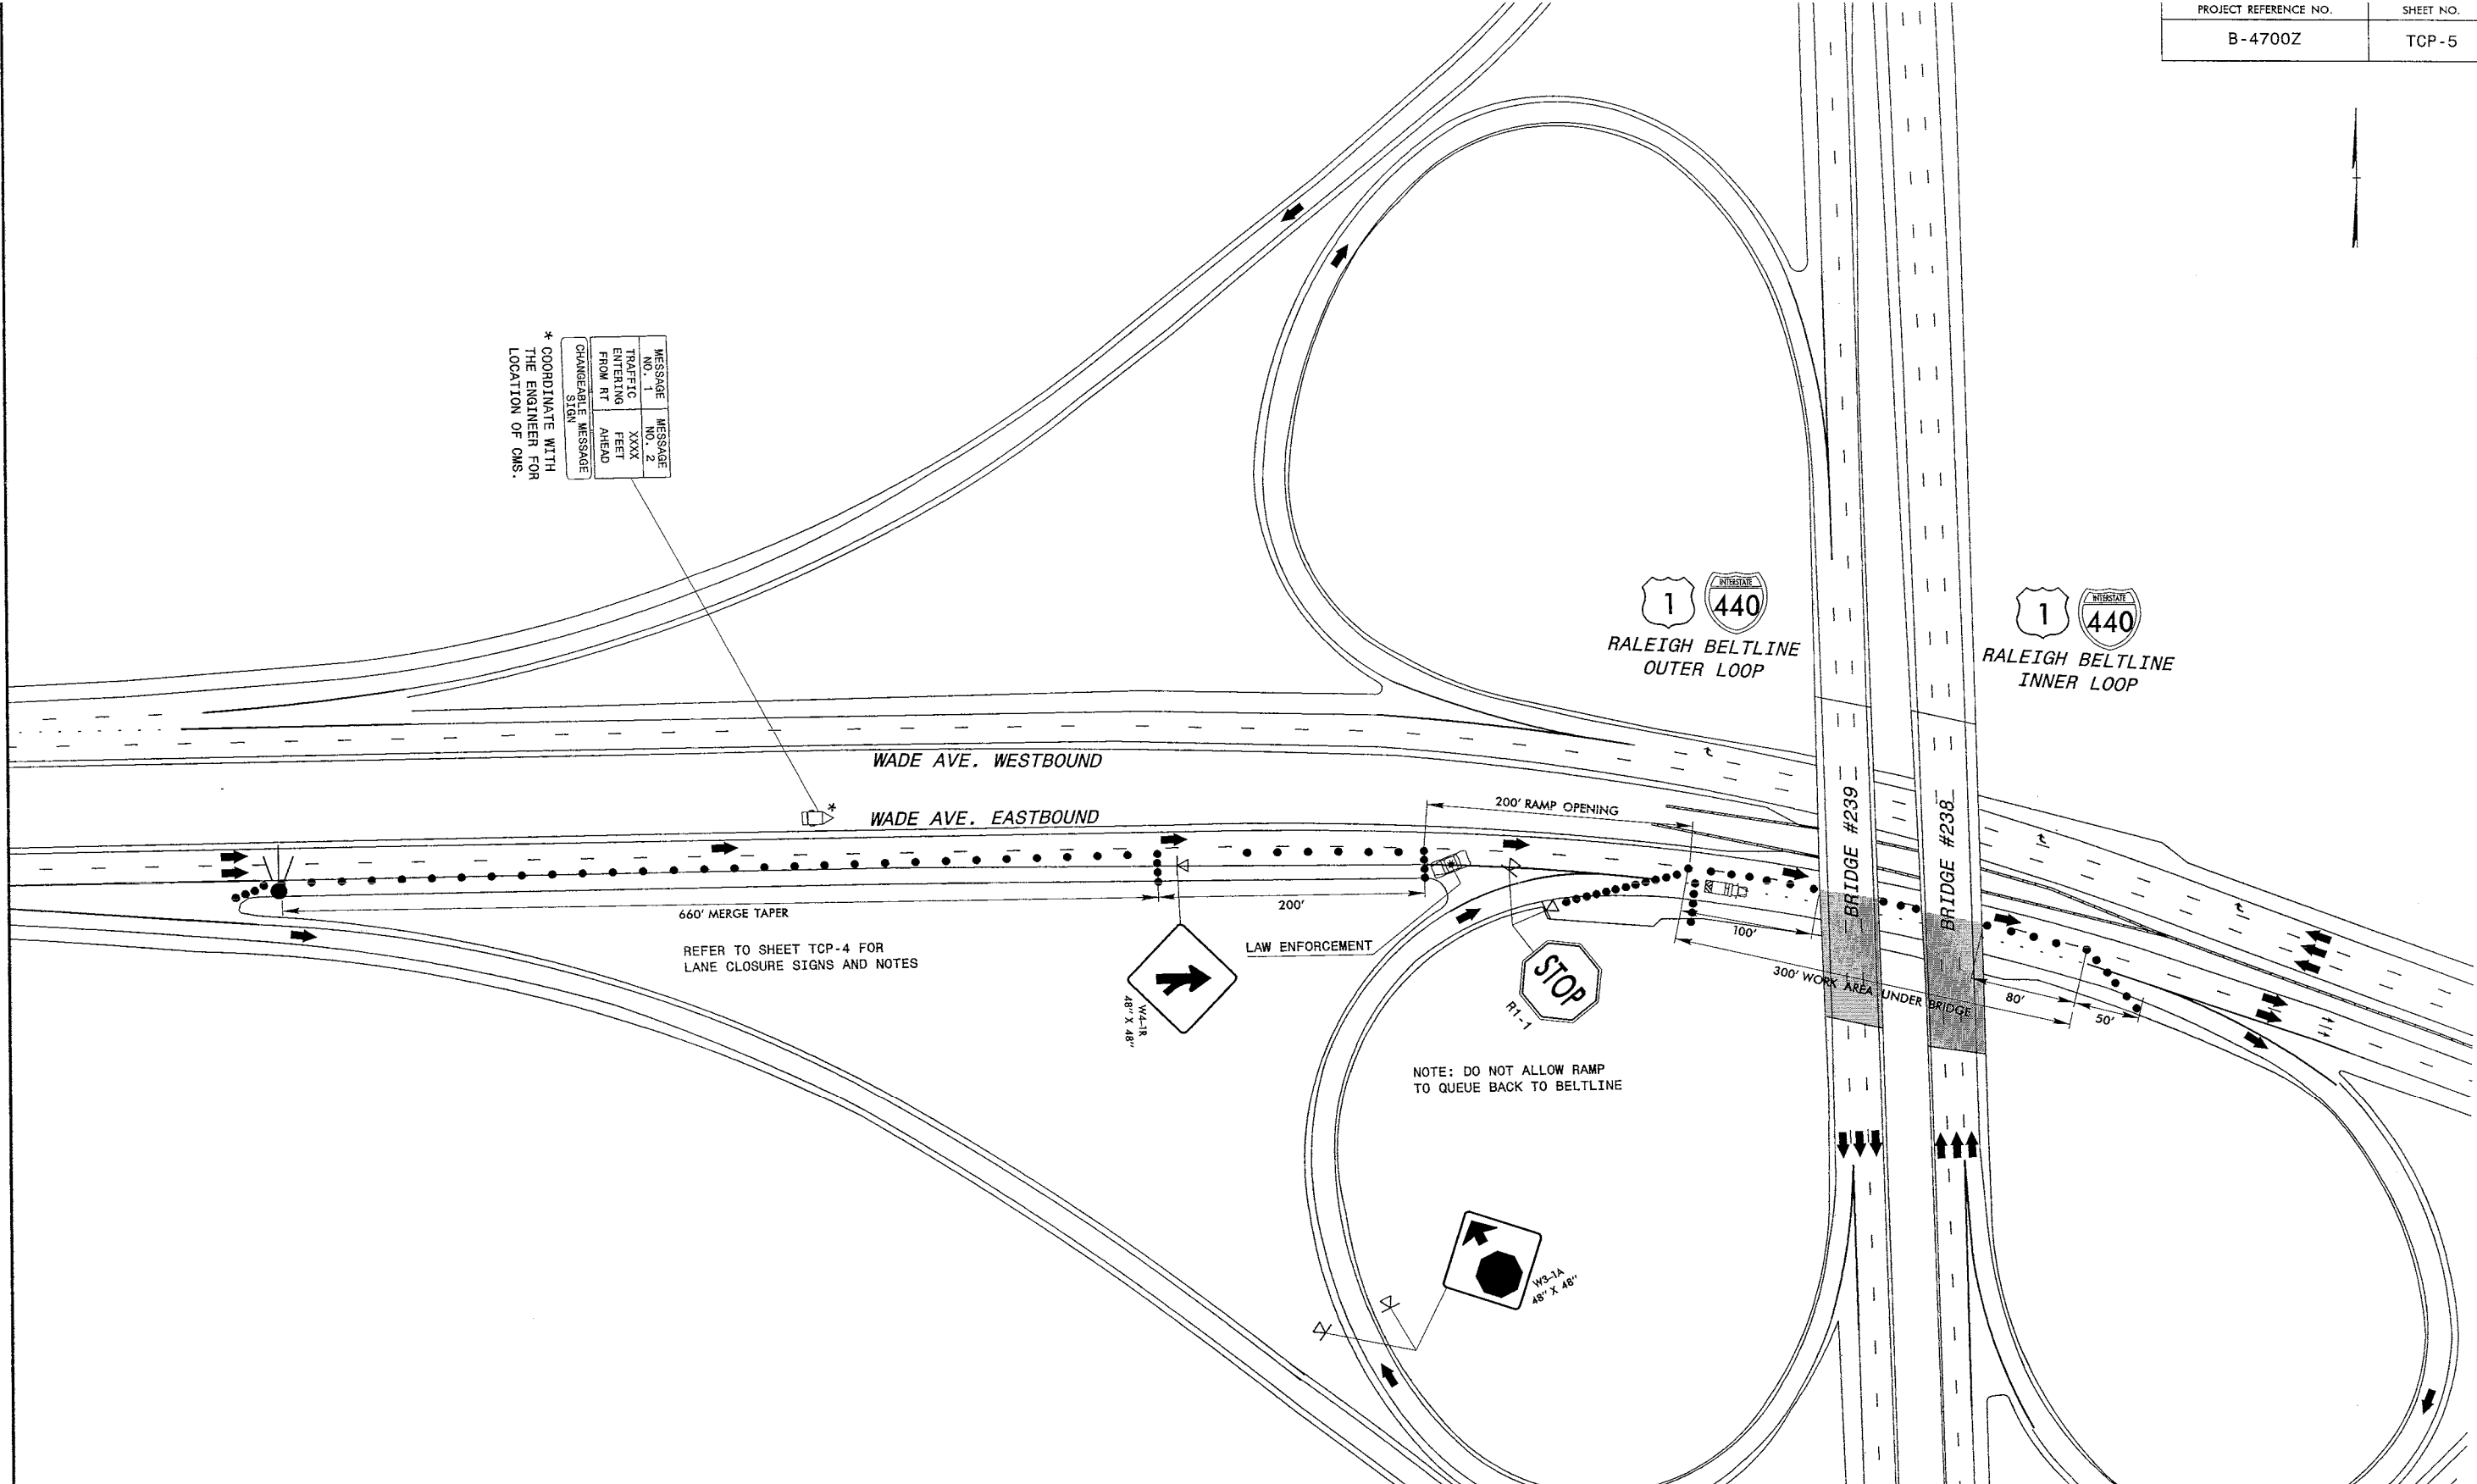 PROJECT REFERENCE NO.
SHEET NO.
B-4700Z
TCP-5
MESSAGE NO. 1
MESSAGE NO. 2
TRAFFIC
ENTERING
FROM RT
XXXX
FEET
AHEAD
CHANGEABLE MESSAGE
SIGN
* COORDINATE WITH
THE ENGINEER FOR
LOCATION OF CMS.
1
INTERSTATE
440
RALEIGH BELTLINE
OUTER LOOP
1
INTERSTATE
440
RALEIGH BELTLINE
INNER LOOP
WADE AVE. WESTBOUND
*
WADE AVE. EASTBOUND
200' RAMP OPENING
BRIDGE #239
BRIDGE #238
660' MERGE TAPER
200'
REFER TO SHEET TCP-4 FOR
LANE CLOSURE SIGNS AND NOTES
LAW ENFORCEMENT
100'
300' WORK AREA UNDER BRIDGE
80'
50'
W4-1R
48" X 48"
STOP
R1-1
NOTE: DO NOT ALLOW RAMP
TO QUEUE BACK TO BELTLINE
W3-1A
48" X 48"